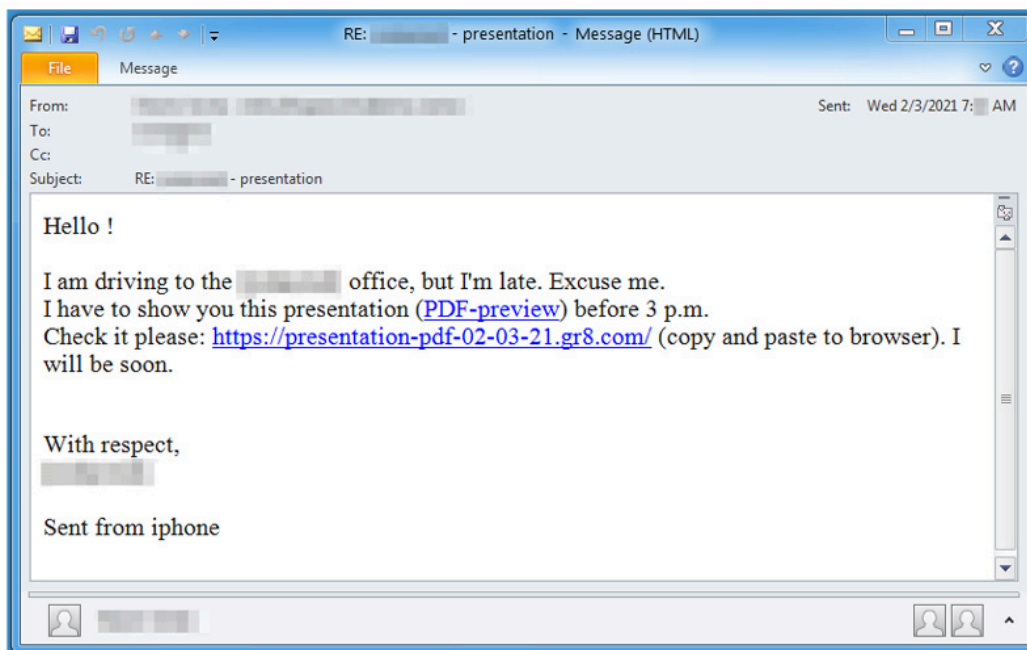 RE: - presentation - Message (HTML)
File Message
From:
Sent: Wed 2/3/2021 7: AM
To:
Cc:
Subject: RE: - presentation
Hello !
I am driving to the office, but I'm late. Excuse me.
I have to show you this presentation (PDF-preview) before 3 p.m.
Check it please: https://presentation-pdf-02-03-21.gr8.com/ (copy and paste to browser). I
will be soon.
With respect,
Sent from iphone